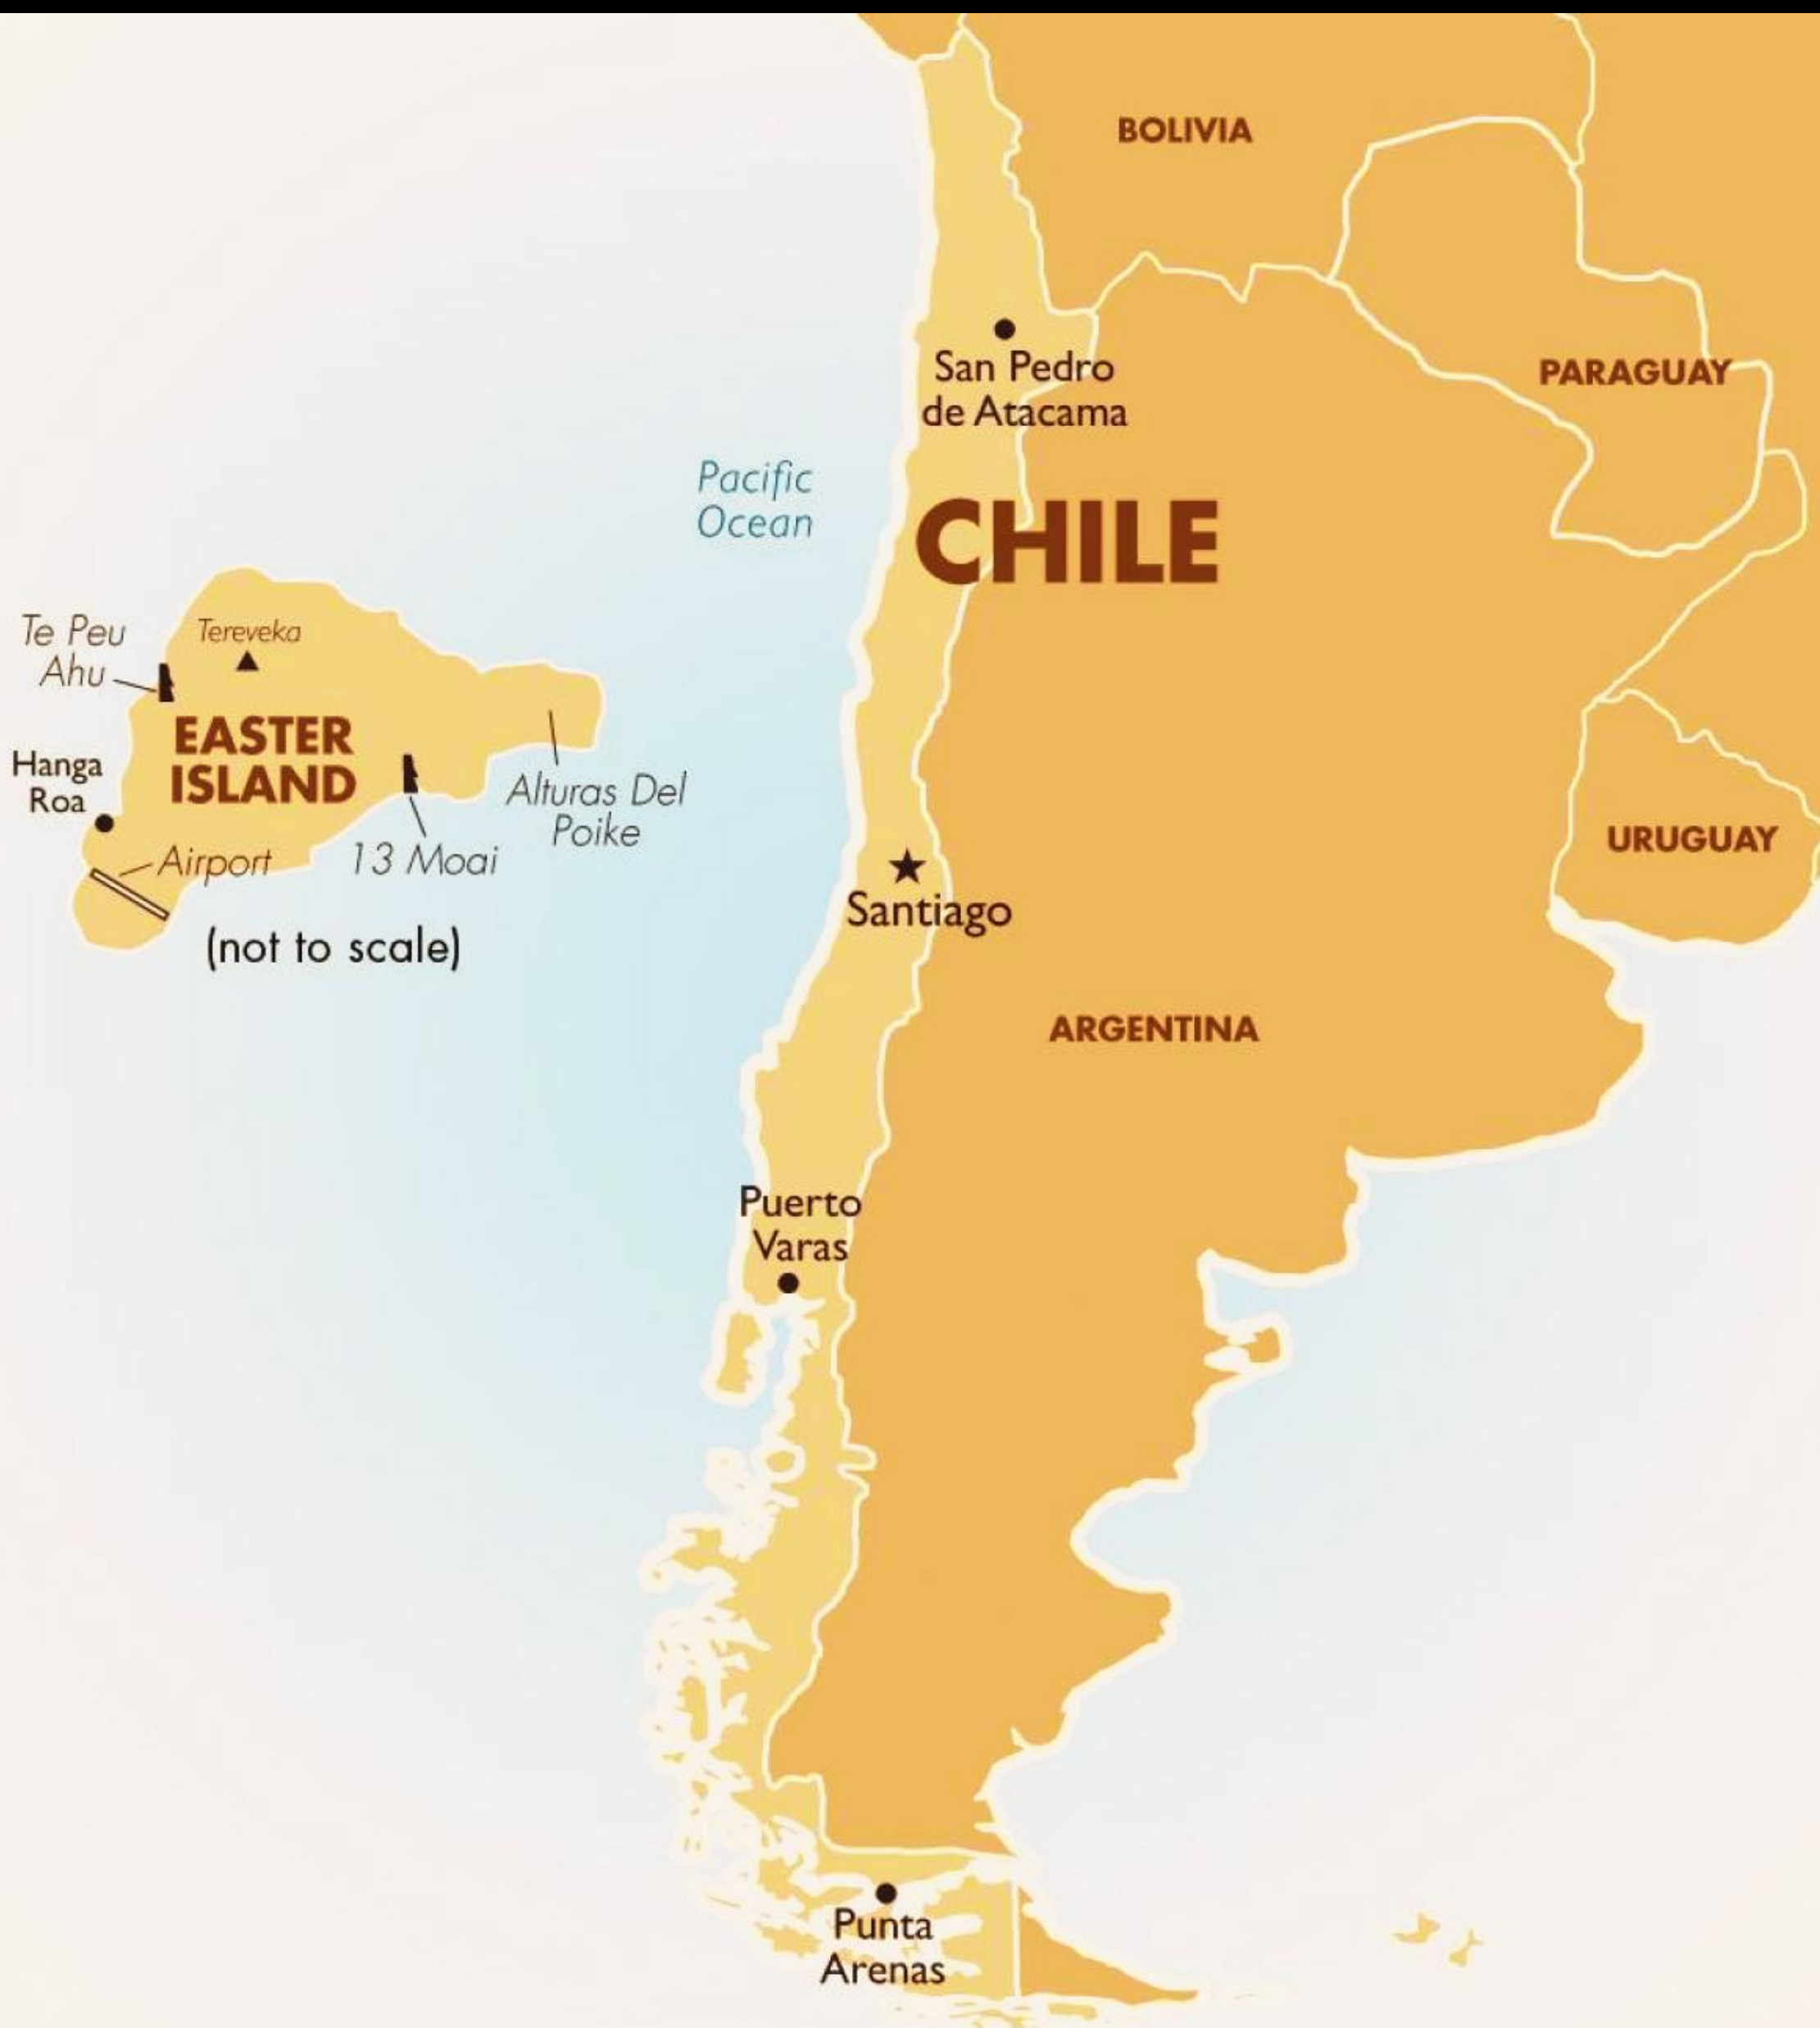 BOLIVIA
San Pedro
de Atacama
PARAGUAY
Pacific
Ocean
CHILE
Te Peu
Ahu
Tereveka
EASTER
ISLAND
Hanga
Roa
Alturas Del
Poike
Airport
13 Moai
(not to scale)
URUGUAY
Santiago
ARGENTINA
Puerto
Varas
Punta
Arenas